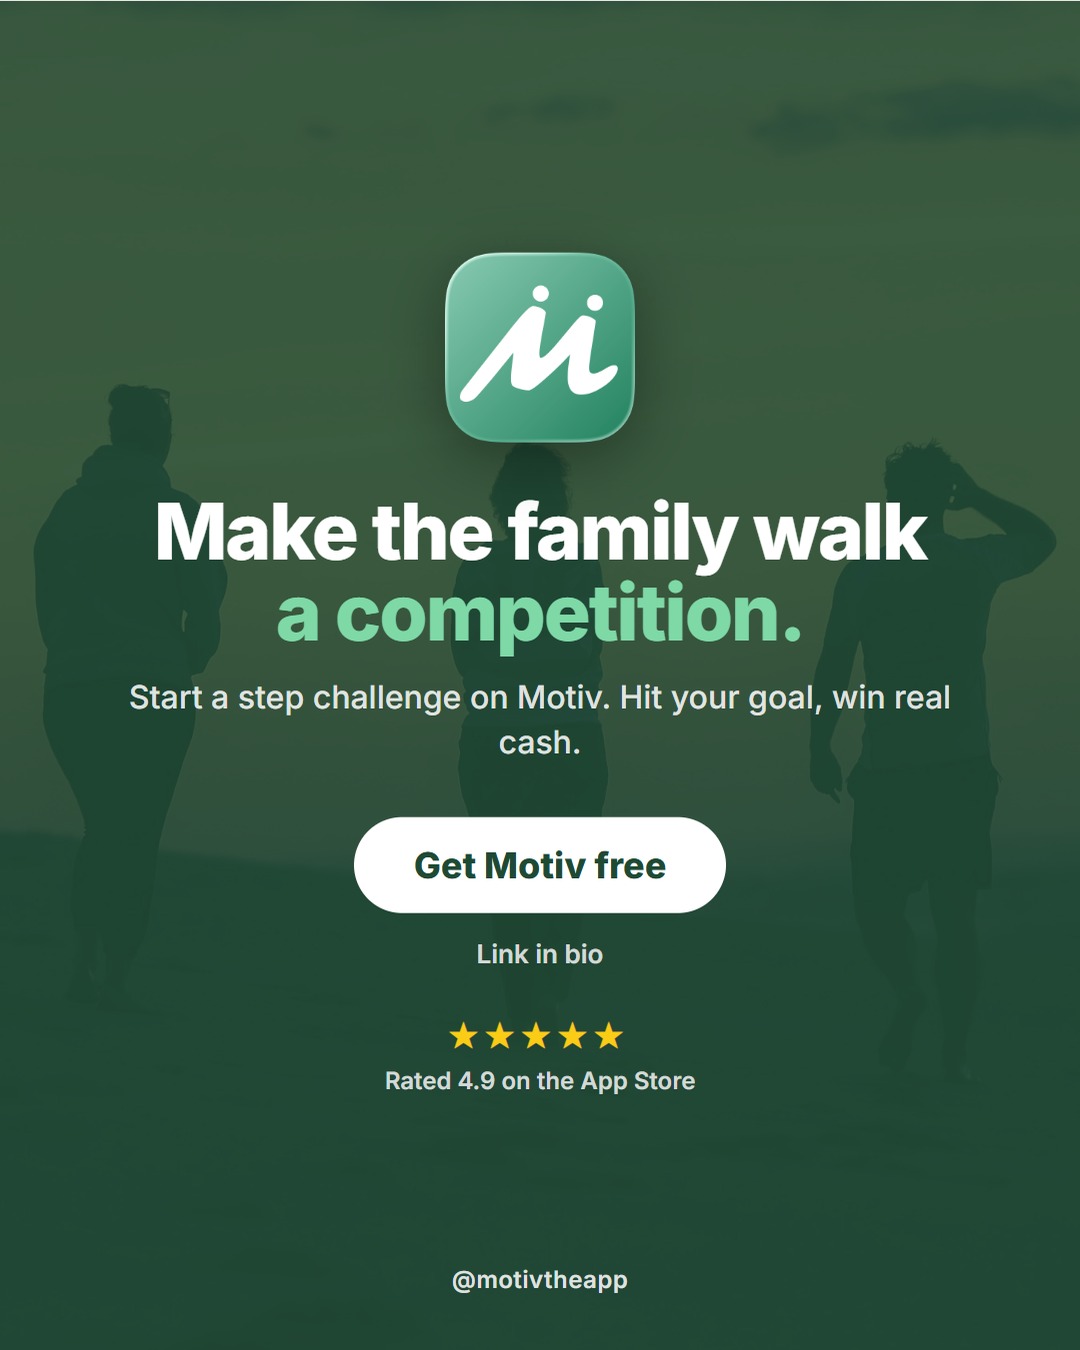 Make the family walk
a competition.
Start a step challenge on Motiv. Hit your goal, win real
cash.
Get Motiv free
Link in bio
Rated 4.9 on the App Store
@motivtheapp